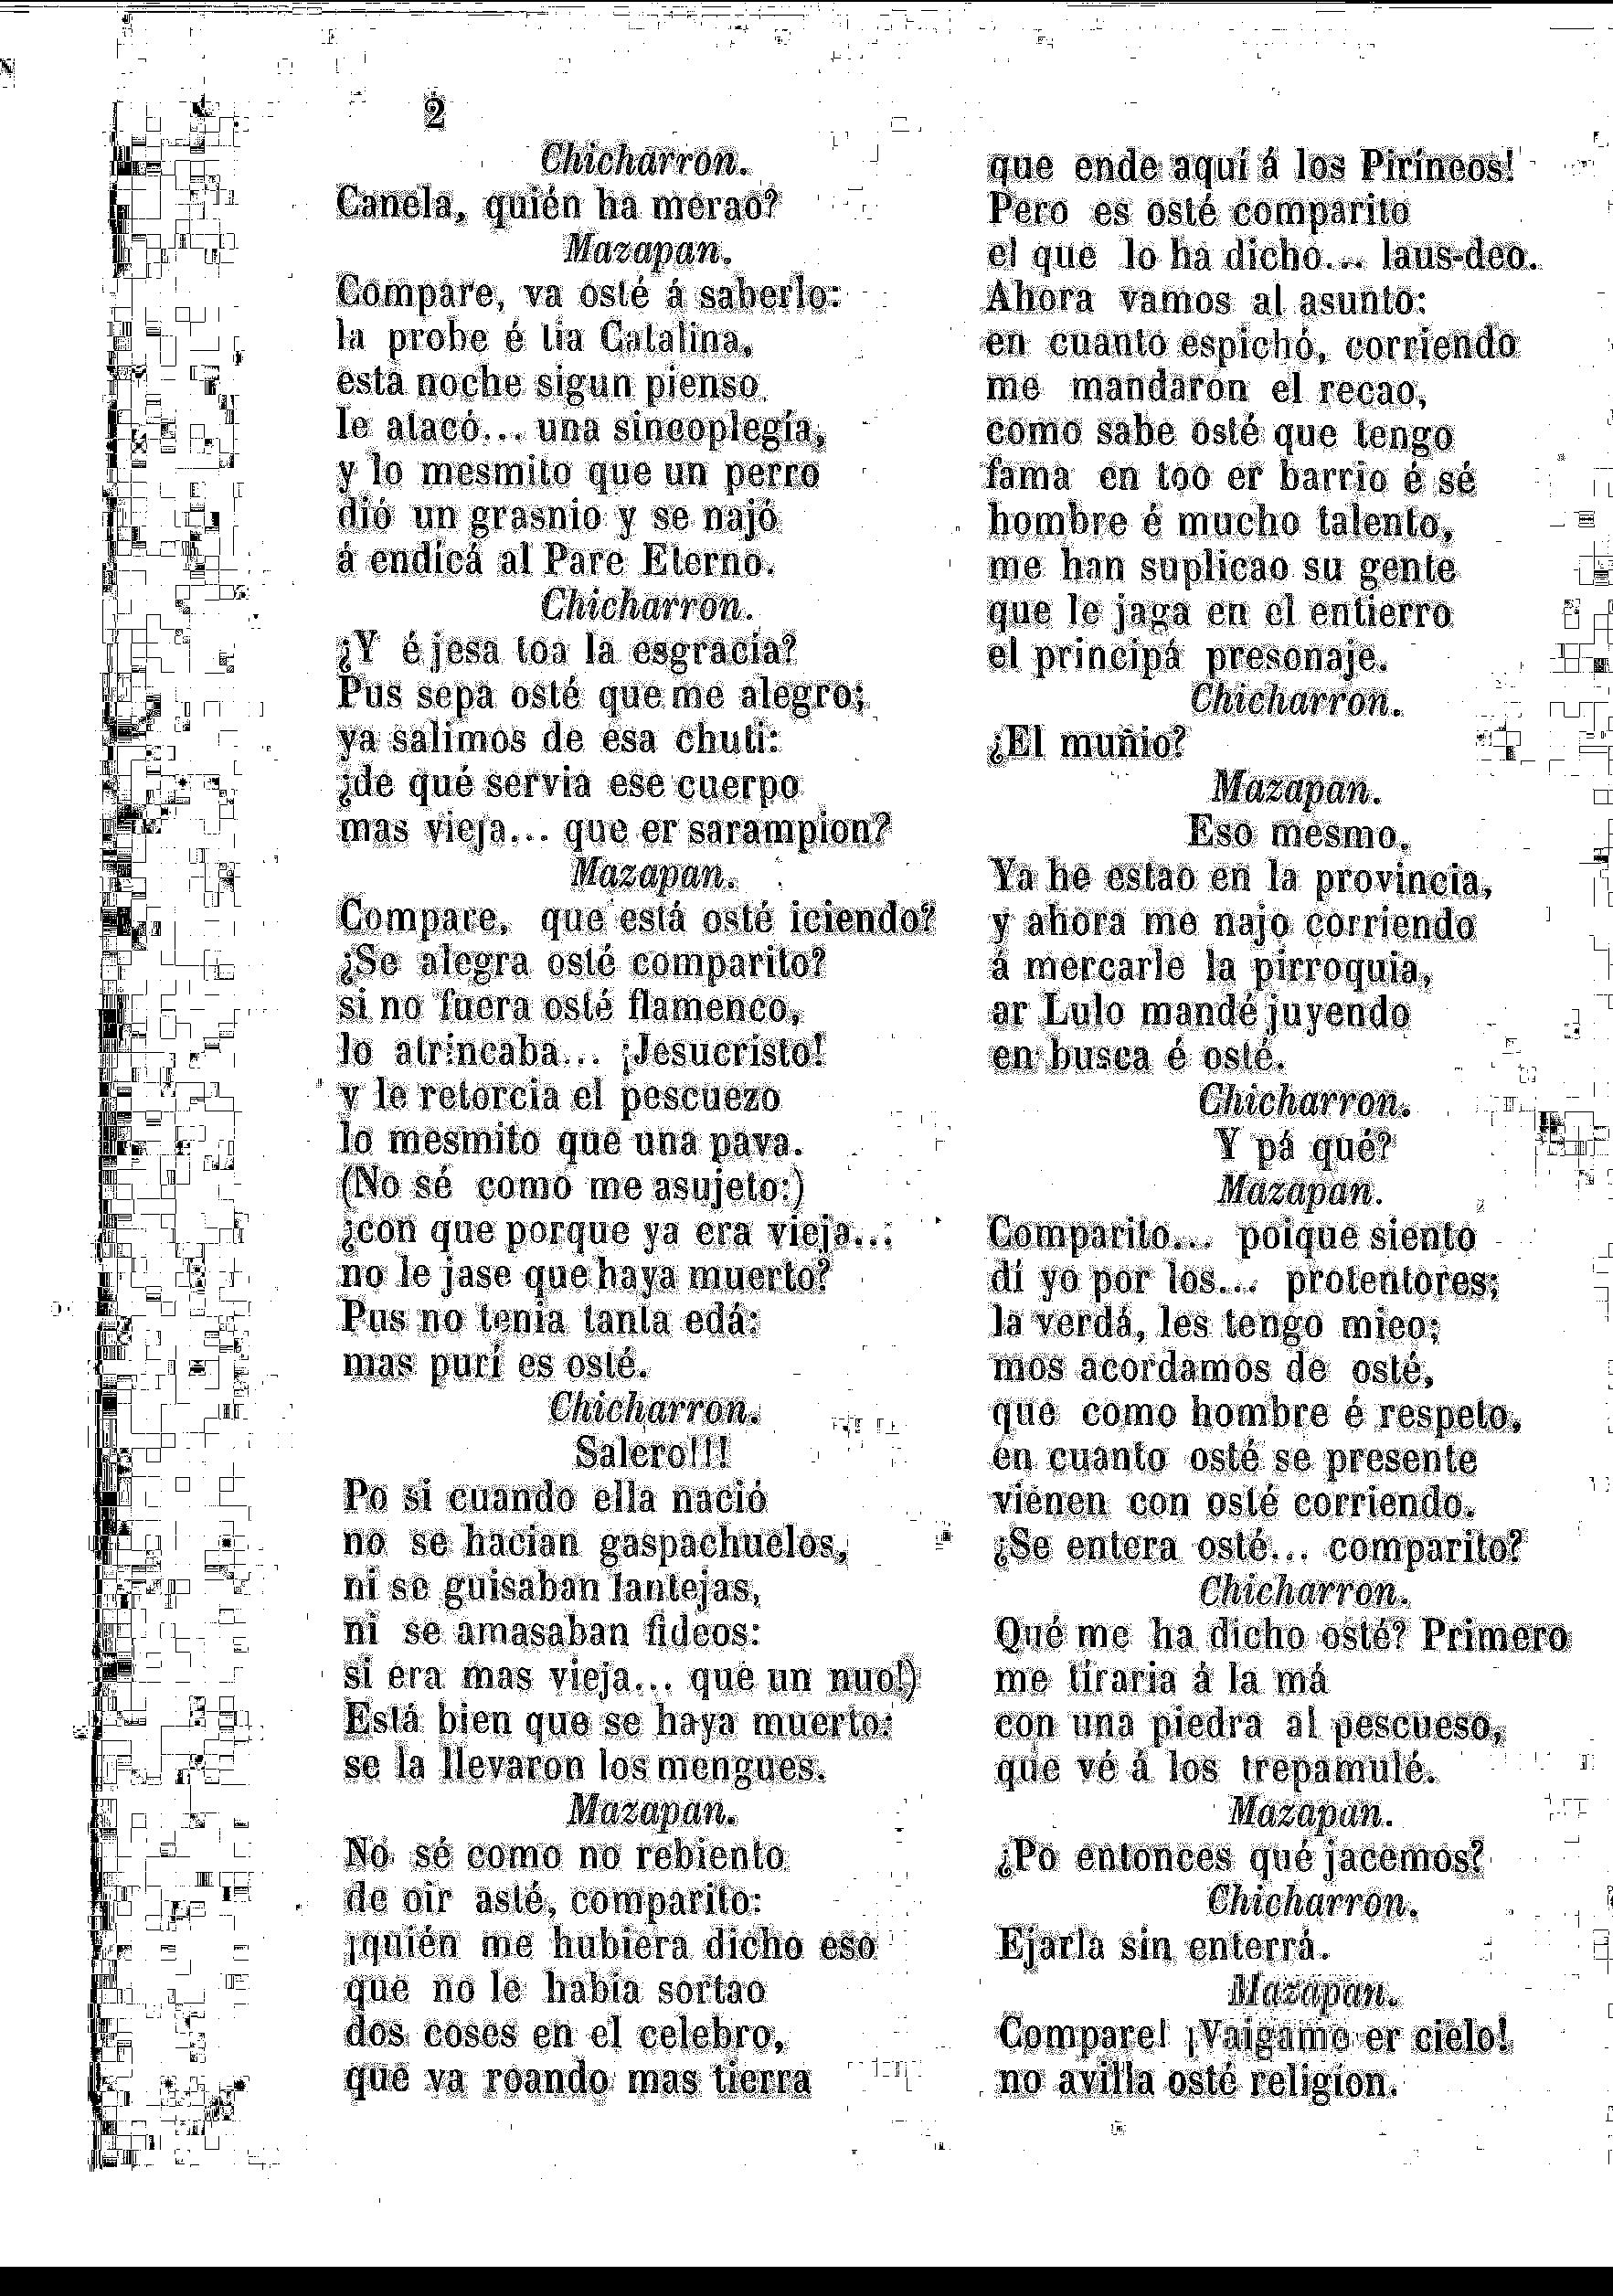 2
Chicharron.
Canela, quién ha merao?
Mazapan.
Compare, va osté á saberlo:
la probe é tia Catalina,
esta noche sigun pienso
le atacó... una sincoplegía,
y lo mesmito que un perro
dió un grasnio y se najó
á endicá al Pare Eterno.
Chicharron.
¿Y é jesa toa la esgracia?
Pus sepa osté que me alegro;
ya salimos de esa chuti:
¿de qué servia ese cuerpo
mas vieja... que er sarampion?
Mazapan.
Compare, que está osté iciendo?
¿Se alegra osté comparito?
si no fuera osté flamenco,
lo atrincaba... ¡Jesucristo!
y le retorcia el pescuezo
lo mesmito que una pava.
(No sé como me asujeto:)
¿con que porque ya era vieja...
no le jase que haya muerto?
Pus no tenia tanta edá:
mas purí es osté.
Chicharron.
Salero!!!
Po si cuando ella nació
no se hacian gaspachuelos,
ni se guisaban lantejas,
ni se amasaban fideos:
si era mas vieja... que un nuo!)
Está bien que se haya muerto:
se la llevaron los mengues.
Mazapan.
No sé como no rebiento
de oir asté, comparito:
¡quién me hubiera dicho eso
que no le habia sortao
dos coses en el celebro,
que va roando mas tierra
que ende aquí á los Piríneos!
Pero es osté comparito
el que lo ha dicho... laus-deo.
Ahora vamos al asunto:
en cuanto espichó, corriendo
me mandaron el recao,
como sabe osté que tengo
fama en too er barrio é sé
hombre é mucho talento,
me han suplicao su gente
que le jaga en el entierro
el principá presonaje.
Chicharron.
¿El muñio?
Mazapan.
Eso mesmo.
Ya he estao en la provincia,
y ahora me najo corriendo
á mercarle la pirroquia,
ar Lulo mandé juyendo
en busca é osté.
Chicharron.
Y pá qué?
Mazapan.
Comparito... poique siento
dí yo por los... protentores;
la verdá, les tengo mieo;
mos acordamos de osté,
que como hombre é respeto,
en cuanto osté se presente
vienen con osté corriendo.
¿Se entera osté... comparito?
Chicharron.
Qué me ha dicho osté? Primero
me tiraria á la má
con una piedra al pescueso,
que vé á los trepamulé.
Mazapan.
¿Po entonces qué jacemos?
Chicharron.
Ejarla sin enterrá.
Mazapan.
Compare! ¡Vaigamo er cielo!
no avilla osté religion.